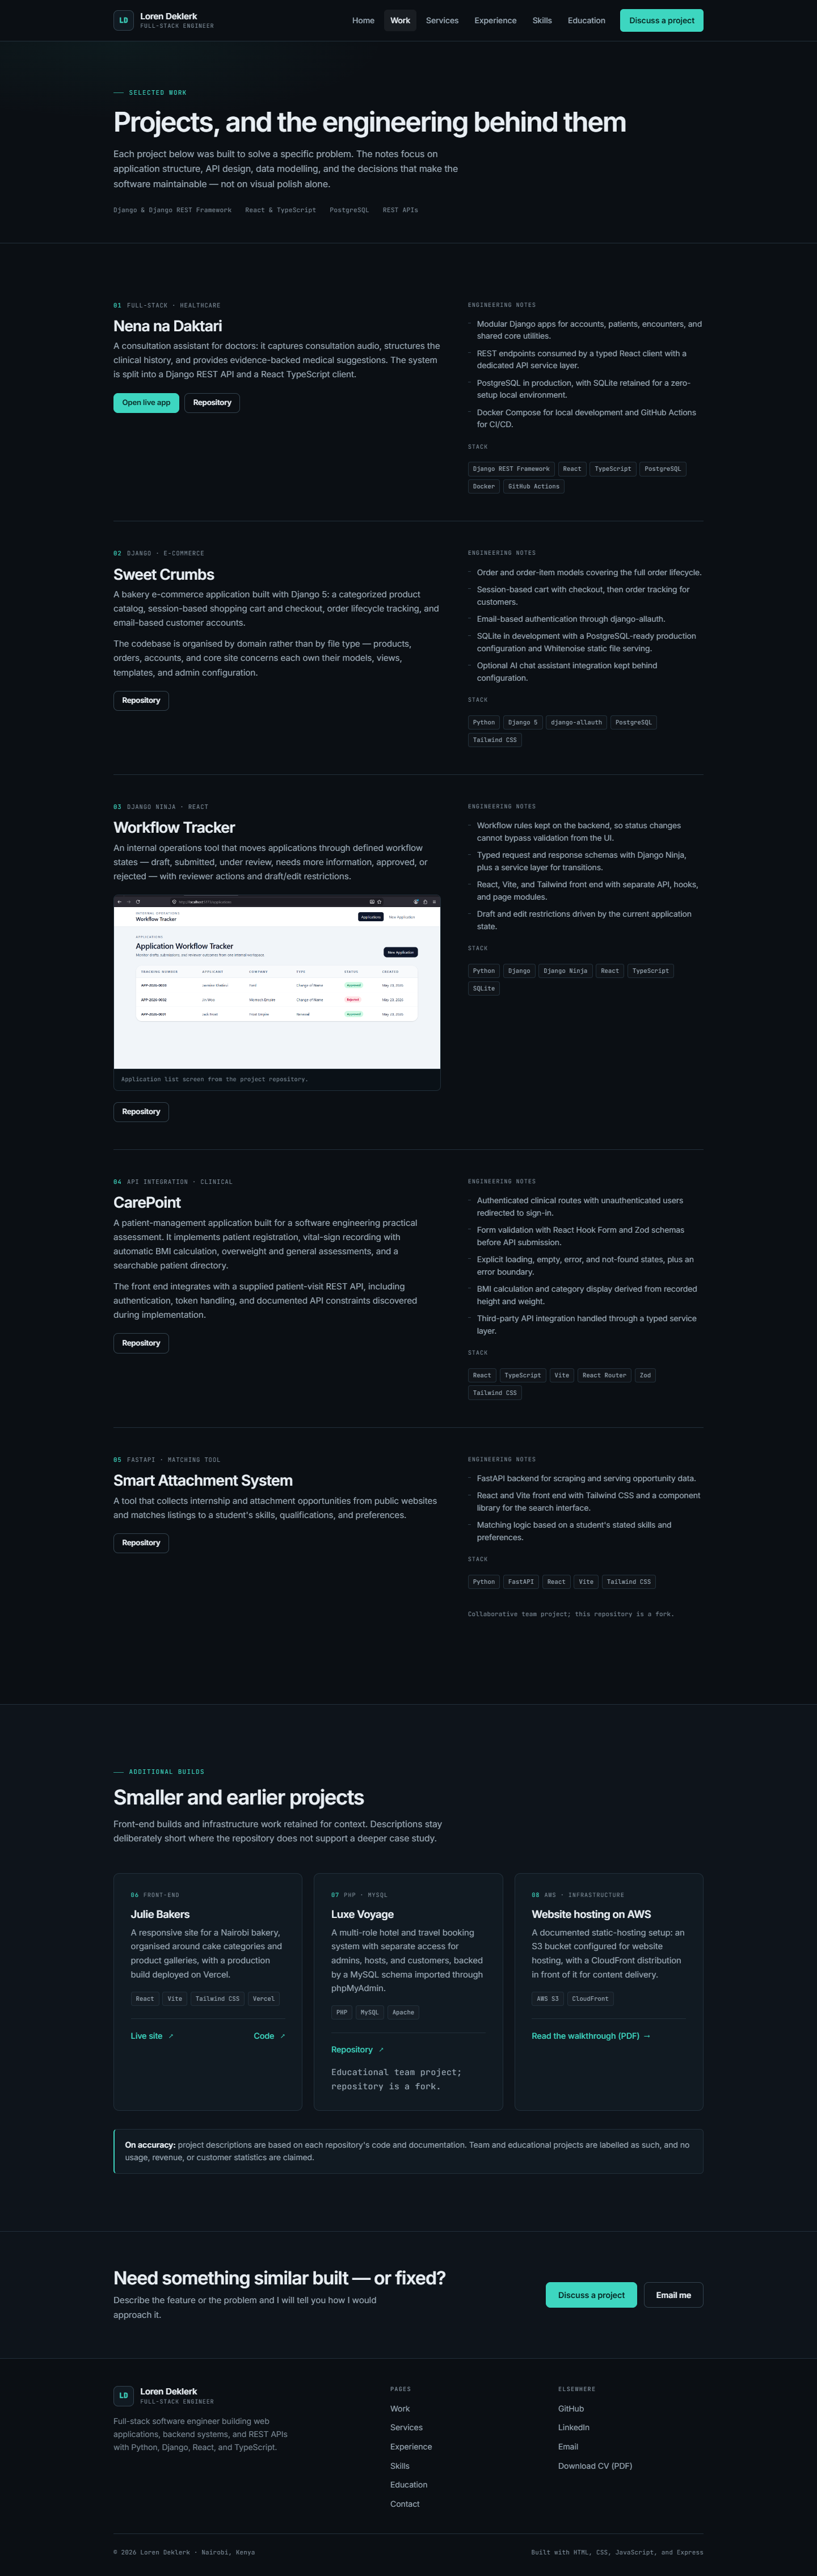 LD
Loren Deklerk
FULL-STACK ENGINEER
Home
Work
Services
Experience
Skills
Education
Discuss a project
SELECTED WORK
Projects, and the engineering behind them
Each project below was built to solve a specific problem. The notes focus on
application structure, API design, data modelling, and the decisions that make the
software maintainable — not on visual polish alone.
Django & Django REST Framework
React & TypeScript
PostgreSQL
REST APIs
01 FULL-STACK · HEALTHCARE
Nena na Daktari
A consultation assistant for doctors: it captures consultation audio, structures the
clinical history, and provides evidence-backed medical suggestions. The system
is split into a Django REST API and a React TypeScript client.
Open live app
Repository
ENGINEERING NOTES
Modular Django apps for accounts, patients, encounters, and
shared core utilities.
REST endpoints consumed by a typed React client with a
dedicated API service layer.
PostgreSQL in production, with SQLite retained for a zero-
setup local environment.
Docker Compose for local development and GitHub Actions
for CI/CD.
STACK
Django REST Framework
React
TypeScript
PostgreSQL
Docker
GitHub Actions
02 DJANGO · E-COMMERCE
Sweet Crumbs
A bakery e-commerce application built with Django 5: a categorized product
catalog, session-based shopping cart and checkout, order lifecycle tracking, and
email-based customer accounts.
The codebase is organised by domain rather than by file type — products,
orders, accounts, and core site concerns each own their models, views,
templates, and admin configuration.
Repository
ENGINEERING NOTES
Order and order-item models covering the full order lifecycle.
Session-based cart with checkout, then order tracking for
customers.
Email-based authentication through django-allauth.
SQLite in development with a PostgreSQL-ready production
configuration and Whitenoise static file serving.
Optional AI chat assistant integration kept behind
configuration.
STACK
Python
Django 5
django-allauth
PostgreSQL
Tailwind CSS
03 DJANGO NINJA · REACT
Workflow Tracker
An internal operations tool that moves applications through defined workflow
states — draft, submitted, under review, needs more information, approved, or
rejected — with reviewer actions and draft/edit restrictions.
INTERNAL OPERATIONS
Workflow Tracker
Applications
New Application
APPLICATIONS
Application Workflow Tracker
New Application
TRACKING NUMBER
APPLICANT
COMPANY
TYPE
STATUS
CREATED
Change of Name
Approved
May 23, 2026
Change of Name
Rejected
May 23, 2026
Renewal
Approved
May 23, 2026
Application list screen from the project repository.
Repository
ENGINEERING NOTES
Workflow rules kept on the backend, so status changes
cannot bypass validation from the UI.
Typed request and response schemas with Django Ninja,
plus a service layer for transitions.
React, Vite, and Tailwind front end with separate API, hooks,
and page modules.
Draft and edit restrictions driven by the current application
state.
STACK
Python
Django
Django Ninja
React
TypeScript
SQLite
04 API INTEGRATION · CLINICAL
CarePoint
A patient-management application built for a software engineering practical
assessment. It implements patient registration, vital-sign recording with
automatic BMI calculation, overweight and general assessments, and a
searchable patient directory.
The front end integrates with a supplied patient-visit REST API, including
authentication, token handling, and documented API constraints discovered
during implementation.
Repository
ENGINEERING NOTES
Authenticated clinical routes with unauthenticated users
redirected to sign-in.
Form validation with React Hook Form and Zod schemas
before API submission.
Explicit loading, empty, error, and not-found states, plus an
error boundary.
BMI calculation and category display derived from recorded
height and weight.
Third-party API integration handled through a typed service
layer.
STACK
React
TypeScript
Vite
React Router
Zod
Tailwind CSS
05 FASTAPI · MATCHING TOOL
Smart Attachment System
A tool that collects internship and attachment opportunities from public websites
and matches listings to a student's skills, qualifications, and preferences.
Repository
ENGINEERING NOTES
FastAPI backend for scraping and serving opportunity data.
React and Vite front end with Tailwind CSS and a component
library for the search interface.
Matching logic based on a student's stated skills and
preferences.
STACK
Python
FastAPI
React
Vite
Tailwind CSS
Collaborative team project; this repository is a fork.
ADDITIONAL BUILDS
Smaller and earlier projects
Front-end builds and infrastructure work retained for context. Descriptions stay
deliberately short where the repository does not support a deeper case study.
06 FRONT-END
Julie Bakers
A responsive site for a Nairobi bakery,
organised around cake categories and
product galleries, with a production
build deployed on Vercel.
React
Vite
Tailwind CSS
Vercel
Live site ↗
Code ↗
07 PHP · MYSQL
Luxe Voyage
A multi-role hotel and travel booking
system with separate access for
admins, hosts, and customers, backed
by a MySQL schema imported through
phpMyAdmin.
PHP
MySQL
Apache
Repository ↗
Educational team project;
repository is a fork.
08 AWS · INFRASTRUCTURE
Website hosting on AWS
A documented static-hosting setup: an
S3 bucket configured for website
hosting, with a CloudFront distribution
in front of it for content delivery.
AWS S3
CloudFront
Read the walkthrough (PDF) →
On accuracy: project descriptions are based on each repository's code and documentation. Team and educational projects are labelled as such, and no
usage, revenue, or customer statistics are claimed.
Need something similar built — or fixed?
Describe the feature or the problem and I will tell you how I would
approach it.
Discuss a project
Email me
LD
Loren Deklerk
FULL-STACK ENGINEER
Full-stack software engineer building web
applications, backend systems, and REST APIs
with Python, Django, React, and TypeScript.
PAGES
Work
Services
Experience
Skills
Education
Contact
ELSEWHERE
GitHub
LinkedIn
Email
Download CV (PDF)
© 2026 Loren Deklerk · Nairobi, Kenya
Built with HTML, CSS, JavaScript, and Express